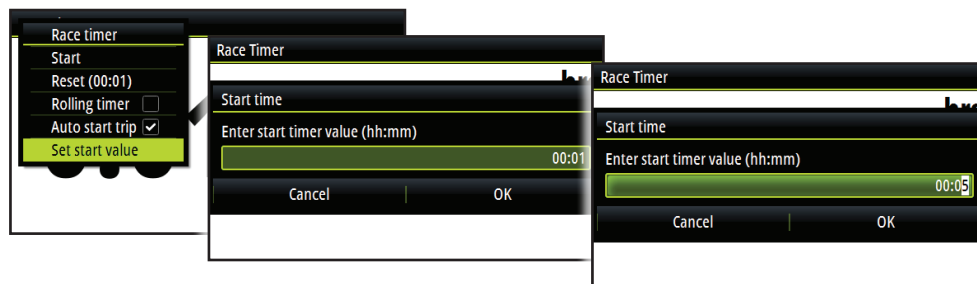 Race timer
Start
Reset (00:01)
Rolling timer
Auto start trip
Set start value
Race Timer
Start time
Enter start timer value (hh:mm)
00:01
Cancel
OK
Race Timer
Start time
Enter start timer value (hh:mm)
00:05
Cancel
OK